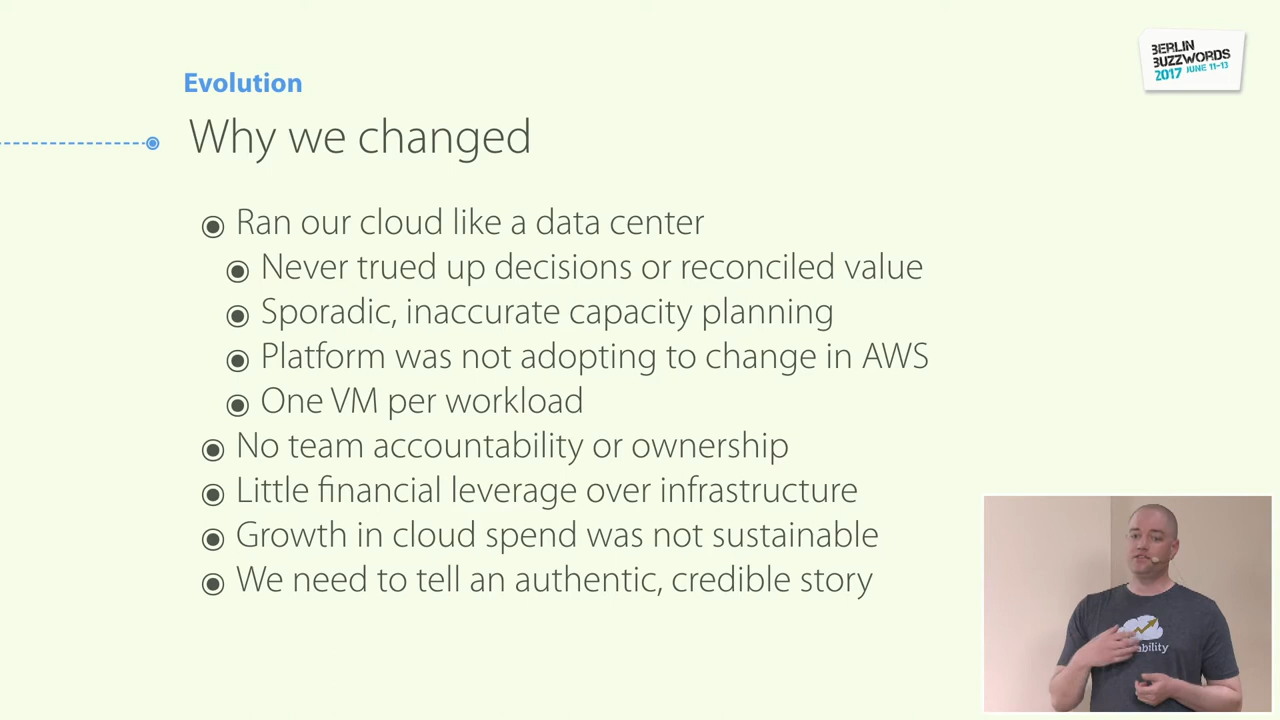 BERLIN
BUZZWORDS
2017 JUNE 11-13
Evolution
Why we changed
Ran our cloud like a data center
Never trued up decisions or reconciled value
Sporadic, inaccurate capacity planning
Platform was not adopting to change in AWS
One VM per workload
No team accountability or ownership
Little financial leverage over infrastructure
Growth in cloud spend was not sustainable
We need to tell an authentic, credible story